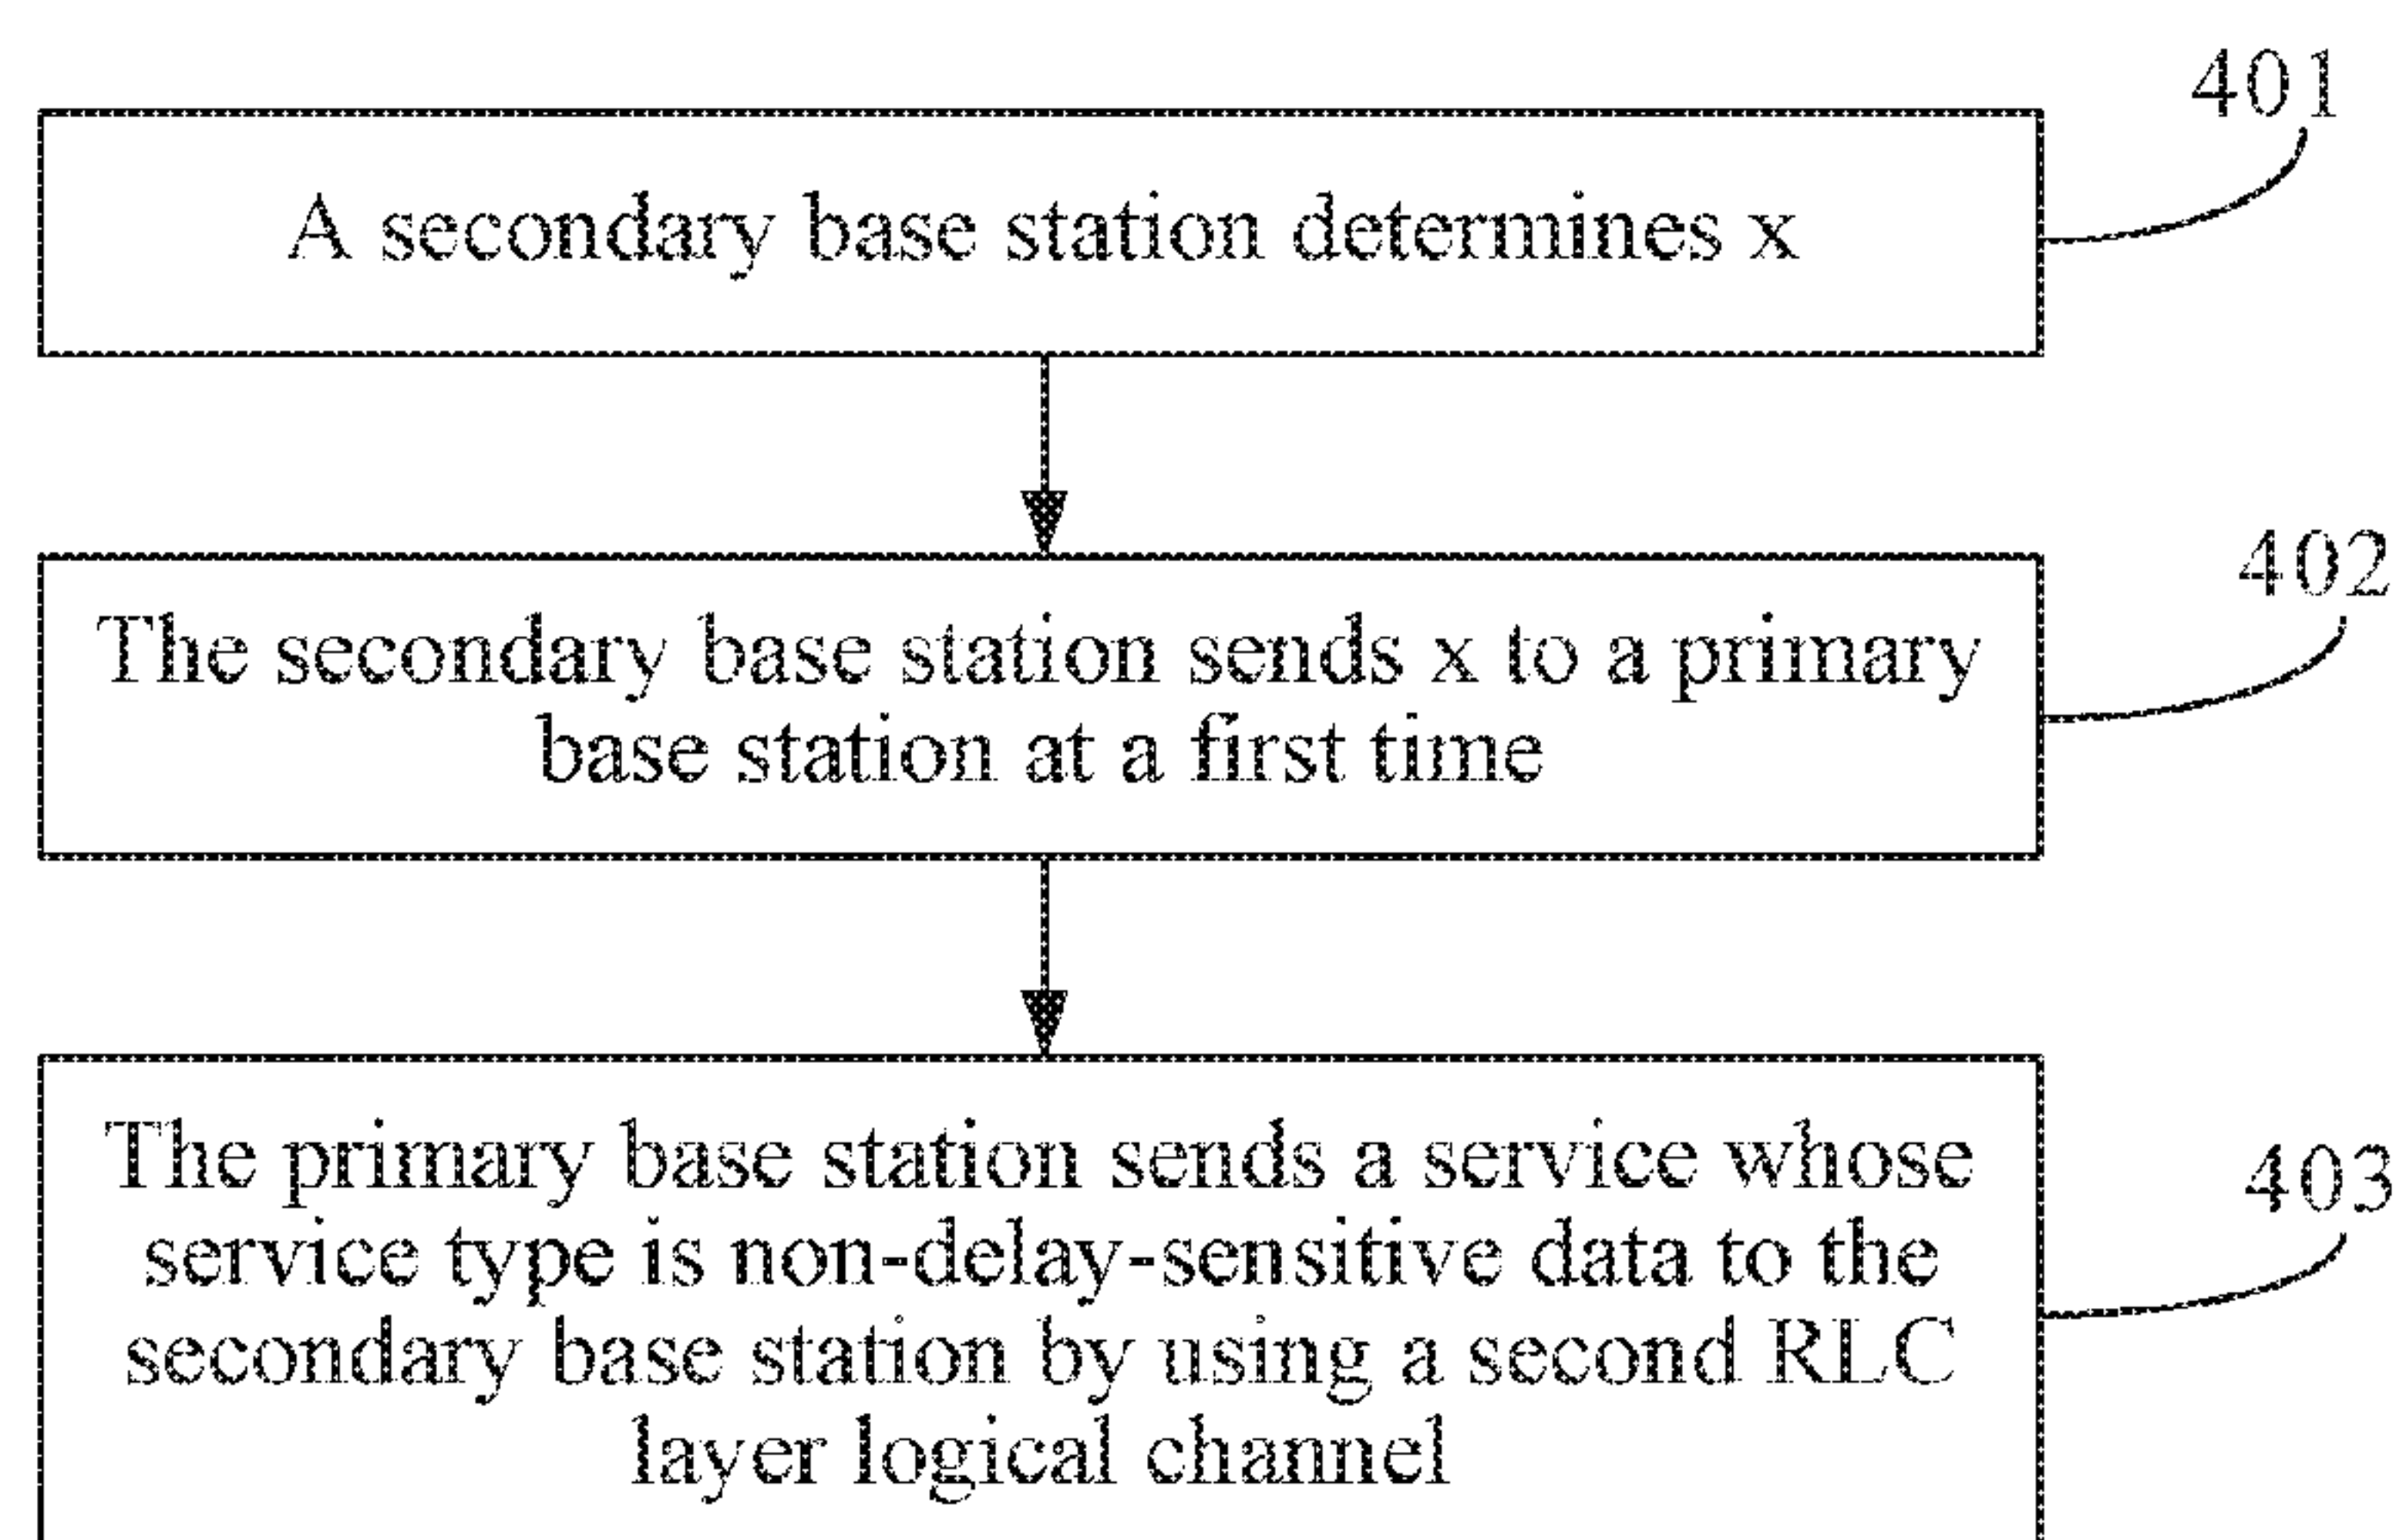 401
A secondary base station determines x
402
The secondary base station sends x to a primary
base station at a first time
403
The primary base station sends a service whose
service type is non-delay-sensitive data to the
secondary base station by using a second RLC
layer logical channel